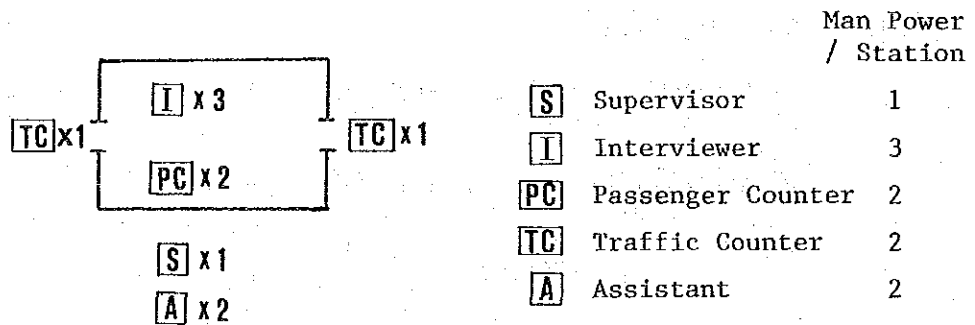 Man Power
/ Station
I X 3
TC X1
TC X 1
PC X 2
S X1
A X2
S Supervisor 1
I Interviewer 3
PC Passenger Counter 2
TC Traffic Counter 2
A Assistant 2